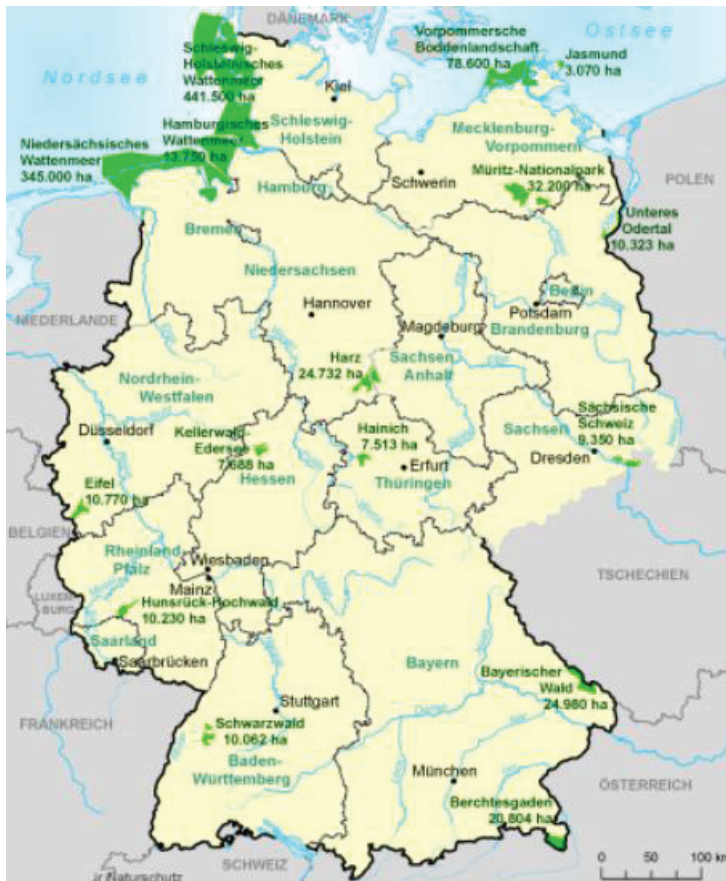 DÄNEMARK
Nordsee
Ostsee
Schleswig-
Holsteinisches
Wattenmeer
441.500 ha
Vorpommersche
Boddenlandschaft
78.600 ha
Jasmund
3.070 ha
Kiel
Schleswig-
Holstein
Hamburgisches
Wattenmeer
13.750 ha
Niedersächsisches
Wattenmeer
345.000 ha
Mecklenburg-
Vorpommern
Schwerin
Müritz-Nationalpark
32.200 ha
POLEN
Hamburg
Bremen
Unteres
Odertal
10.323 ha
Niedersachsen
Berlin
Hannover
Potsdam
Brandenburg
NIEDERLANDE
Magdeburg
Sachsen
Anhalt
Harz
24.732 ha
Nordrhein-
Westfalen
Düsseldorf
Kellerwald-
Edersee
7.688 ha
Hessen
Hainich
7.513 ha
Erfurt
Thüringen
Sachsen
Sächsische
Schweiz
9.350 ha
Dresden
Eifel
10.770 ha
BELGIEN
Rheinland
Pfalz
Wiesbaden
Mainz
TSCHECHIEN
LUXEM
BURG
Hunsrück-Hochwald
10.230 ha
Saarland
Saarbrücken
Bayern
Bayerischer
Wald
24.980 ha
FRANKREICH
Stuttgart
Schwarzwald
10.062 ha
Baden-
Württemberg
München
ÖSTERREICH
Berchtesgaden
20.804 ha
SCHWEIZ
ür Naturschutz
0 50 100 km